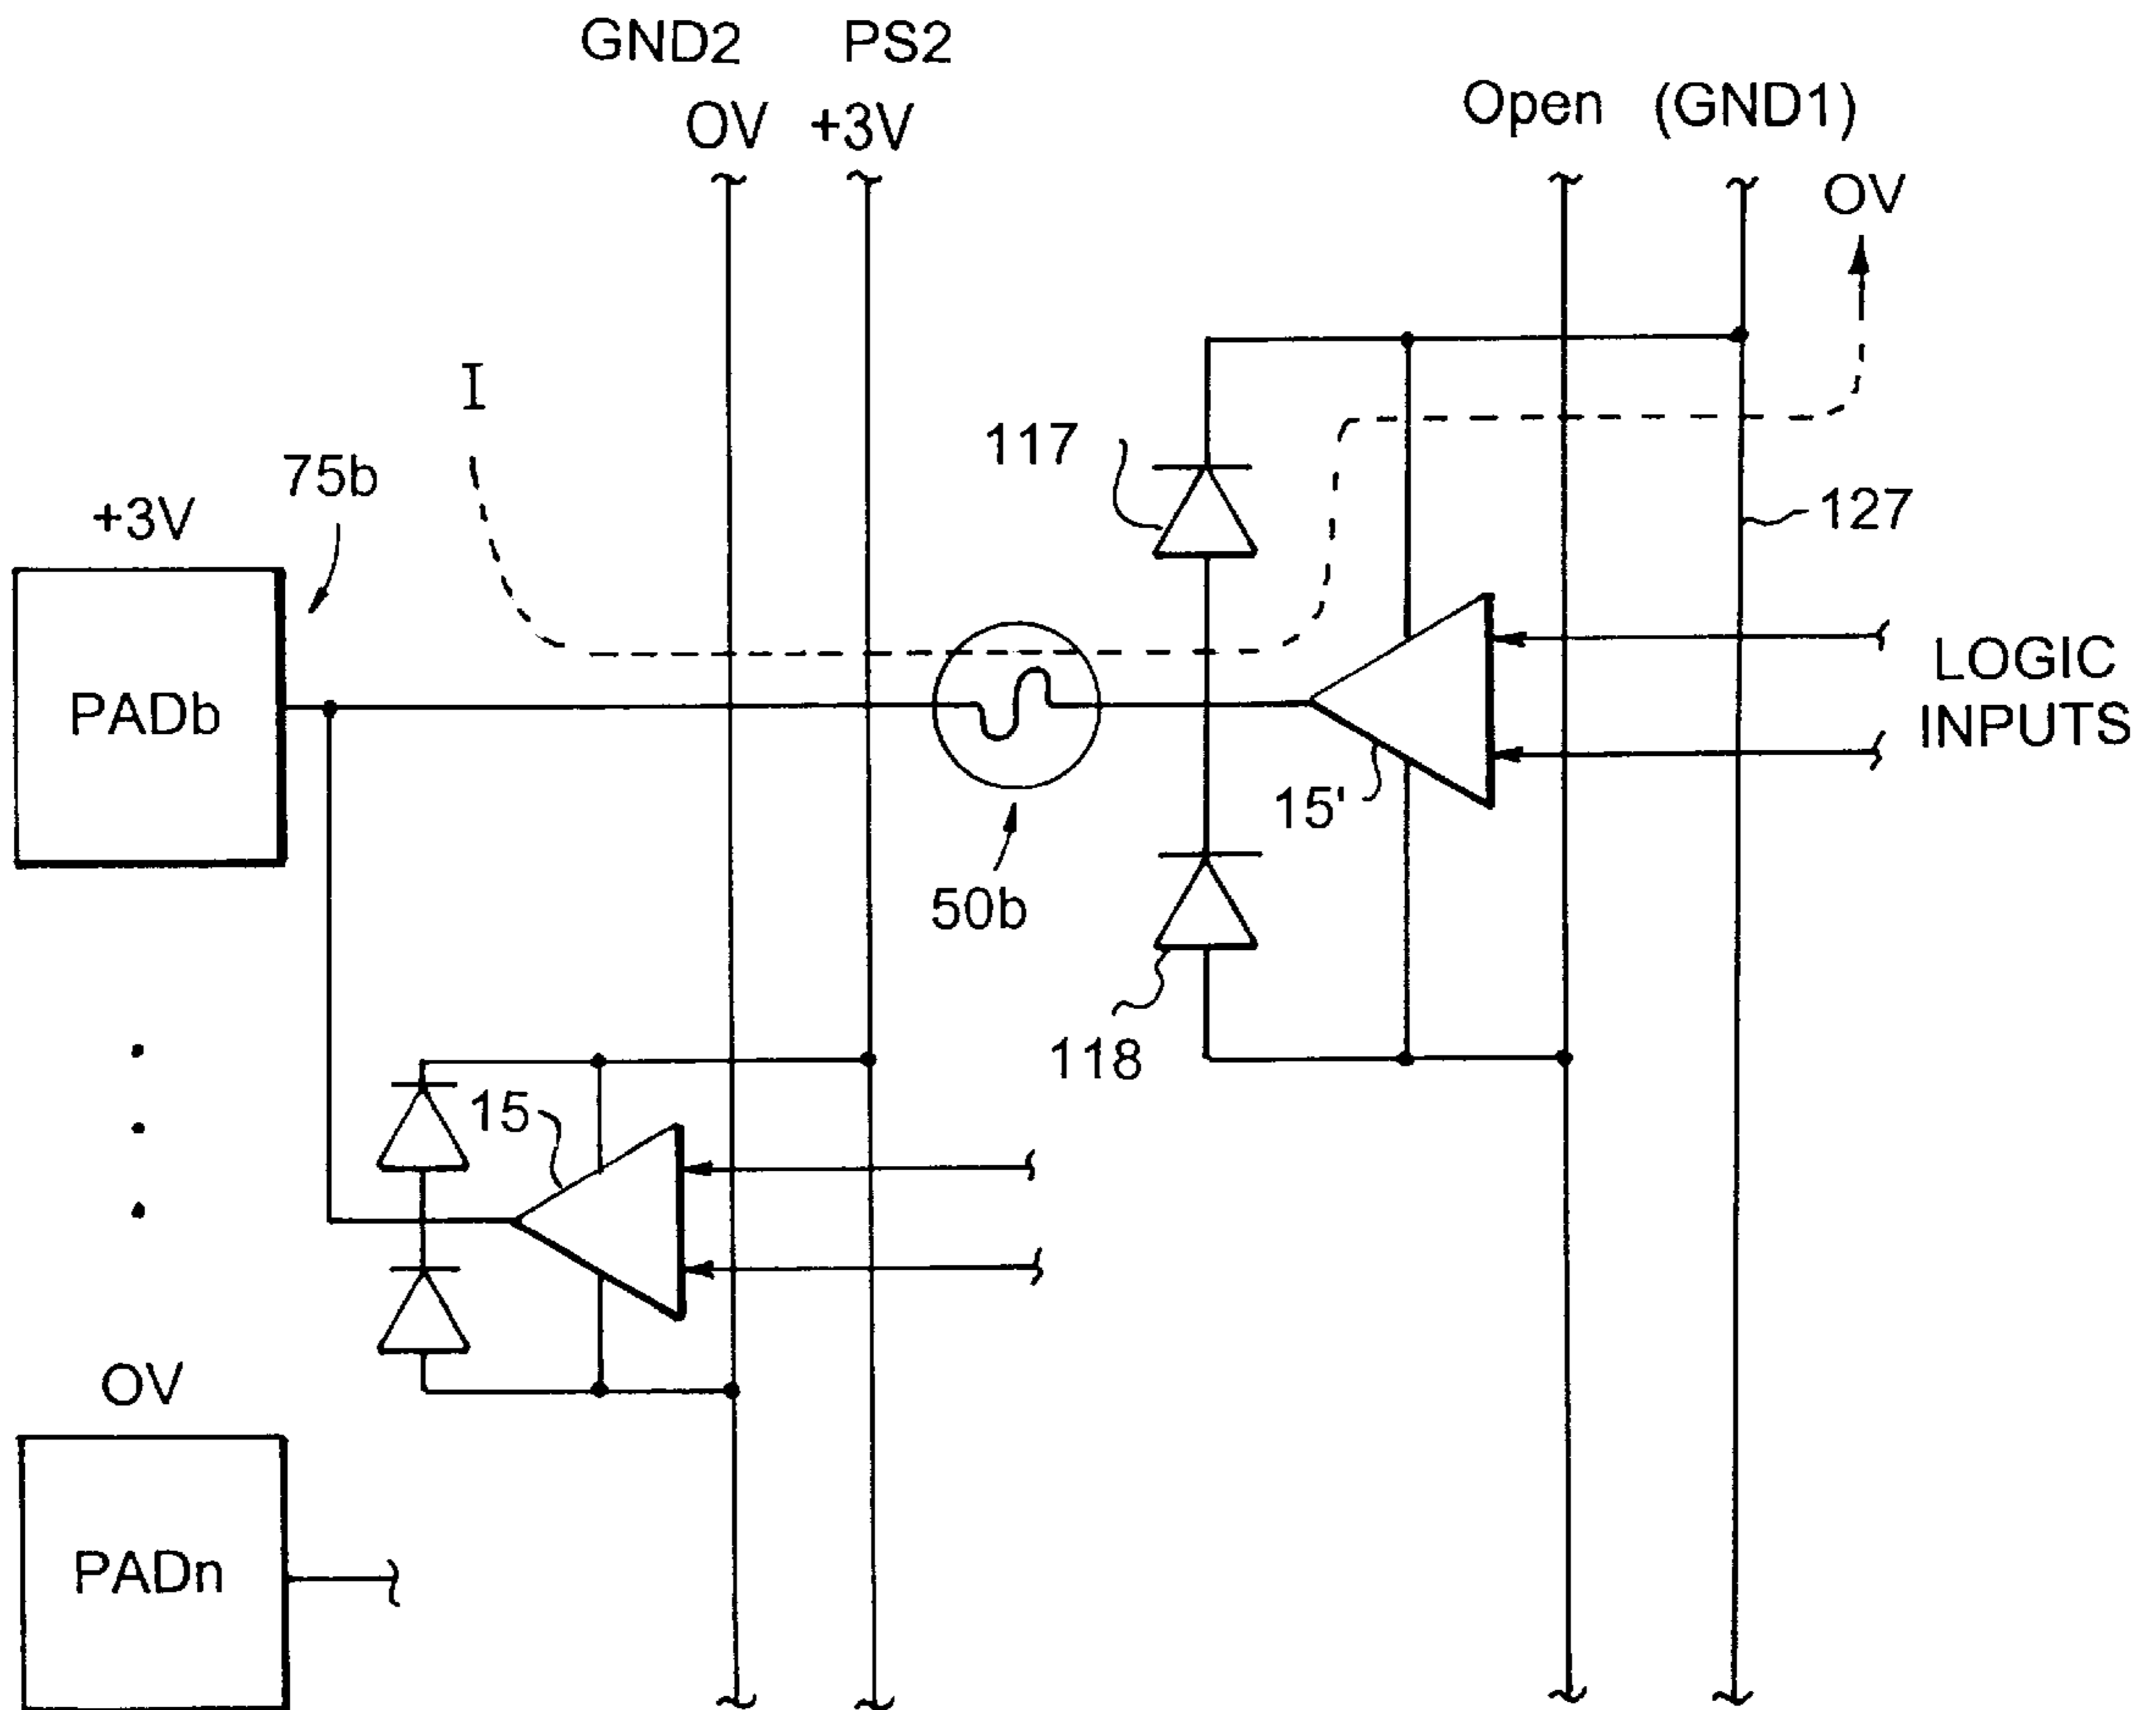 GND2 PS2
OV +3V
Open (GND1)
OV
I
117
75b
+3V
127
PADb
LOGIC
INPUTS
15'
50b
118
15
OV
PADn